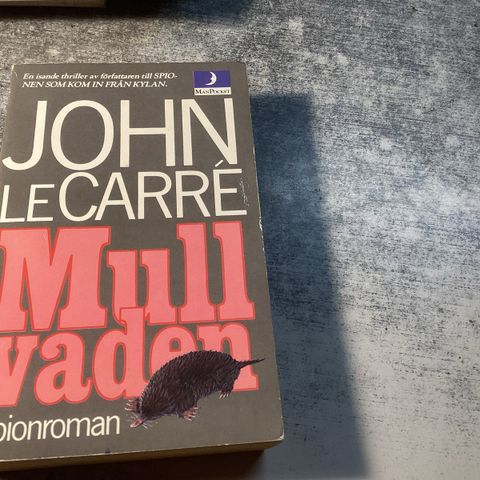 En isande thriller av författaren till SPIO-
NEN SOM KOM IN FRÅN KYLAN.
MÅNPOCKET
JOHN
LE CARRÉ
Mull
vaden
pionroman